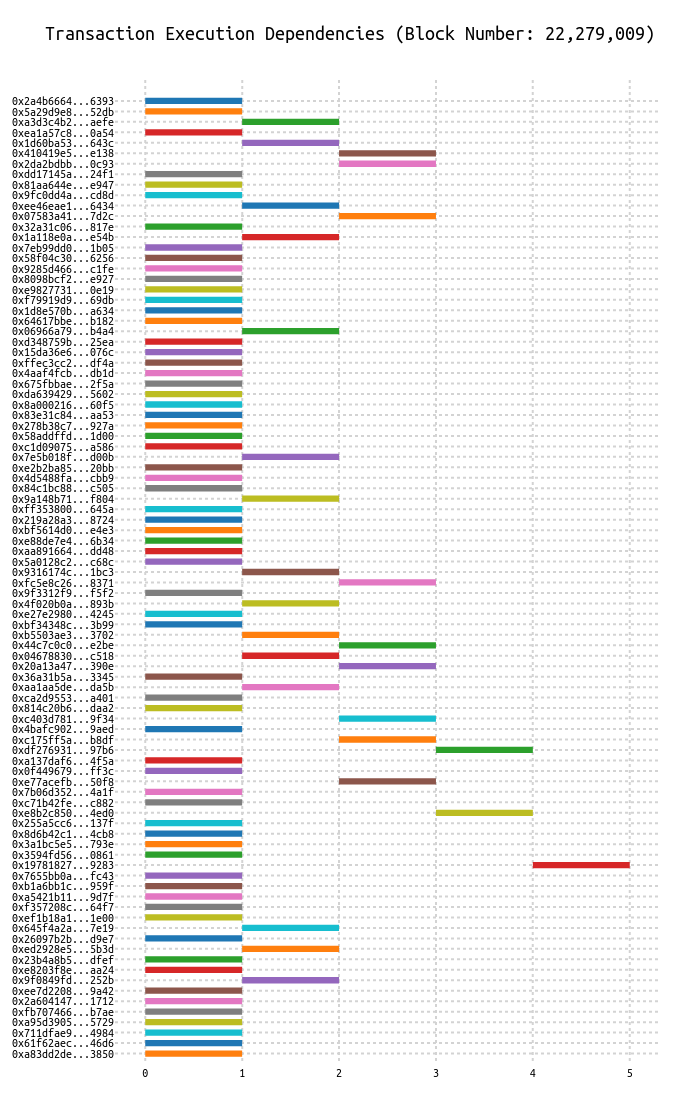 Transaction Execution Dependencies (Block Number: 22,279,009)
0x2a4b6664...6393
0x5a29d9e8...52db
0xa3d3c4b2...aefe
0xea1a57c8...0a54
0x1d60ba53...643c
0x410419e5...e138
0x2da2bdbb...0c93
0xdd17145a...24f1
0x81aa644e...e947
0x9fc0dd4a...cd8d
0xee46eae1...6434
0x07583a41...7d2c
0x32a31c06...817e
0x1a118e0a...e54b
0x7eb99dd0...1b05
0x58f04c30...6256
0x9285d466...c1fe
0x8098bcf2...e927
0xe9827731...0e19
0xf79919d9...69db
0x1d8e570b...a634
0x64617bbe...b182
0x06966a79...b4a4
0xd348759b...25ea
0x15da36e6...076c
0xffec3cc2...df4a
0x4aaf4fcb...db1d
0x675fbbae...2f5a
0xda639429...5602
0x8a000216...60f5
0x83e31c84...aa53
0x278b38c7...927a
0x58addffd...1d00
0xc1d09075...a586
0x7e5b018f...d00b
0xe2b2ba85...20bb
0x4d5488fa...cbb9
0x84c1bc88...c505
0x9a148b71...f804
0xff353800...645a
0x219a28a3...8724
0xbf5614d0...e4e3
0xe88de7e4...6b34
0xaa891664...dd48
0x5a0128c2...c68c
0x9316174c...1bc3
0xfc5e8c26...8371
0x9f3312f9...f5f2
0x4f020b0a...893b
0xe27e2980...4245
0xbf34348c...3b99
0xb5503ae3...3702
0x44c7c0c0...e2be
0x04678830...c518
0x20a13a47...390e
0x36a31b5a...3345
0xaa1aa5de...da5b
0xca2d9553...a401
0x814c20b6...daa2
0xc403d781...9f34
0x4bafc902...9aed
0xc175ff5a...b8df
0xdf276931...97b6
0xa137daf6...4f5a
0x0f449679...ff3c
0xe77acefb...50f8
0x7b06d352...4a1f
0xc71b42fe...c882
0xe8b2c850...4ed0
0x255a5cc6...137f
0x8d6b42c1...4cb8
0x3a1bc5e5...793e
0x3594fd56...0861
0x19781827...9283
0x7655bb0a...fc43
0xb1a6bb1c...959f
0xa5421b11...9d7f
0xf357208c...64f7
0xef1b18a1...1e00
0x645f4a2a...7e19
0x26097b2b...d9e7
0xed2928e5...5b3d
0x23b4a8b5...dfef
0xe8203f8e...aa24
0x9f0849fd...252b
0xee7d2208...9a42
0x2a604147...1712
0xfb707466...b7ae
0xa95d3905...5729
0x711dfae9...4984
0x61f62aec...46d6
0xa83dd2de...3850
0 1 2 3 4 5